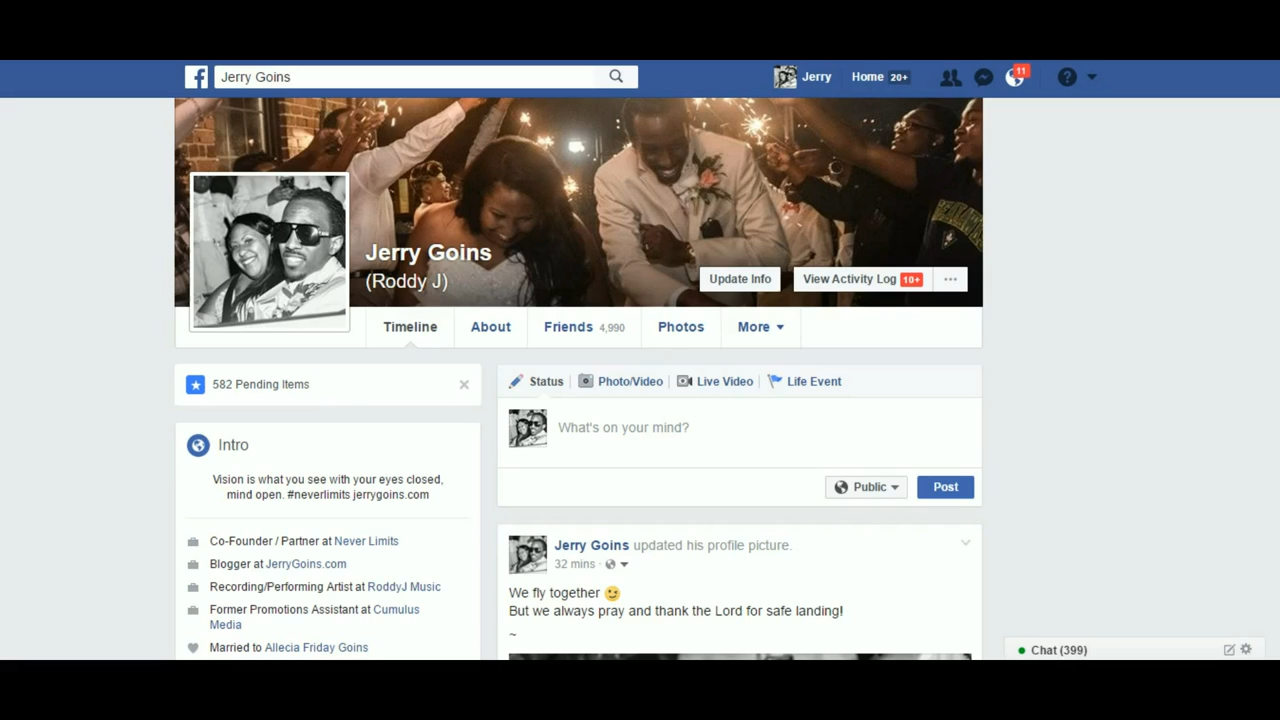 f
Jerry Goins
Jerry
Home 20+
11
?
Jerry Goins
(Roddy J)
Update Info
View Activity Log 10+
Timeline
About
Friends 4,990
Photos
More
582 Pending Items
Status
Photo/Video
Live Video
Life Event
What's on your mind?
Public
Post
Intro
Vision is what you see with your eyes closed,
mind open. #neverlimits jerrygoins.com
Co-Founder / Partner at Never Limits
Blogger at JerryGoins.com
Recording/Performing Artist at RoddyJ Music
Former Promotions Assistant at Cumulus
Media
Married to Allecia Friday Goins
Jerry Goins updated his profile picture.
32 mins ·
We fly together 😉
But we always pray and thank the Lord for safe landing!
~
Chat (399)